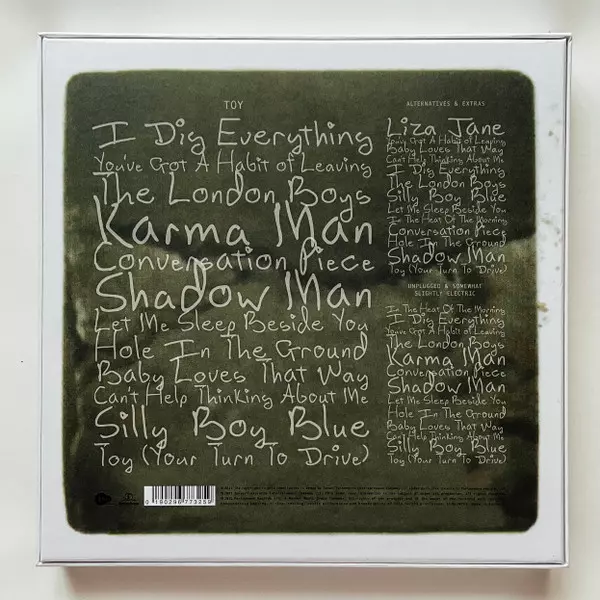 TOY
I Dig Everything
You've Got A Habit of Leaving
The London Boys
Karma Man
Conversation Piece
Shadow Man
Let Me Sleep Beside You
Hole In The Ground
Baby Loves That Way
Can't Help Thinking About Me
Silly Boy Blue
Toy (Your Turn To Drive)
ALTERNATIVES & EXTRAS
Liza Jane
You've Got A Habit of Leaving
Baby Loves That Way
Can't Help Thinking About Me
I Dig Everything
The London Boys
Silly Boy Blue
Let Me Sleep Beside You
In The Heat Of The Morning
Conversation Piece
Hole In The Ground
Shadow Man
Toy (Your Turn To Drive)
UNPLUGGED & SOMEWHAT
SLIGHTLY ELECTRIC
In The Heat Of The Morning
I Dig Everything
You've Got A Habit of Leaving
The London Boys
Karma Man
Conversation Piece
Shadow Man
Let Me Sleep Beside You
Hole In The Ground
Baby Loves That Way
Can't Help Thinking About Me
Silly Boy Blue
Toy (Your Turn To Drive)
0 190296 773259